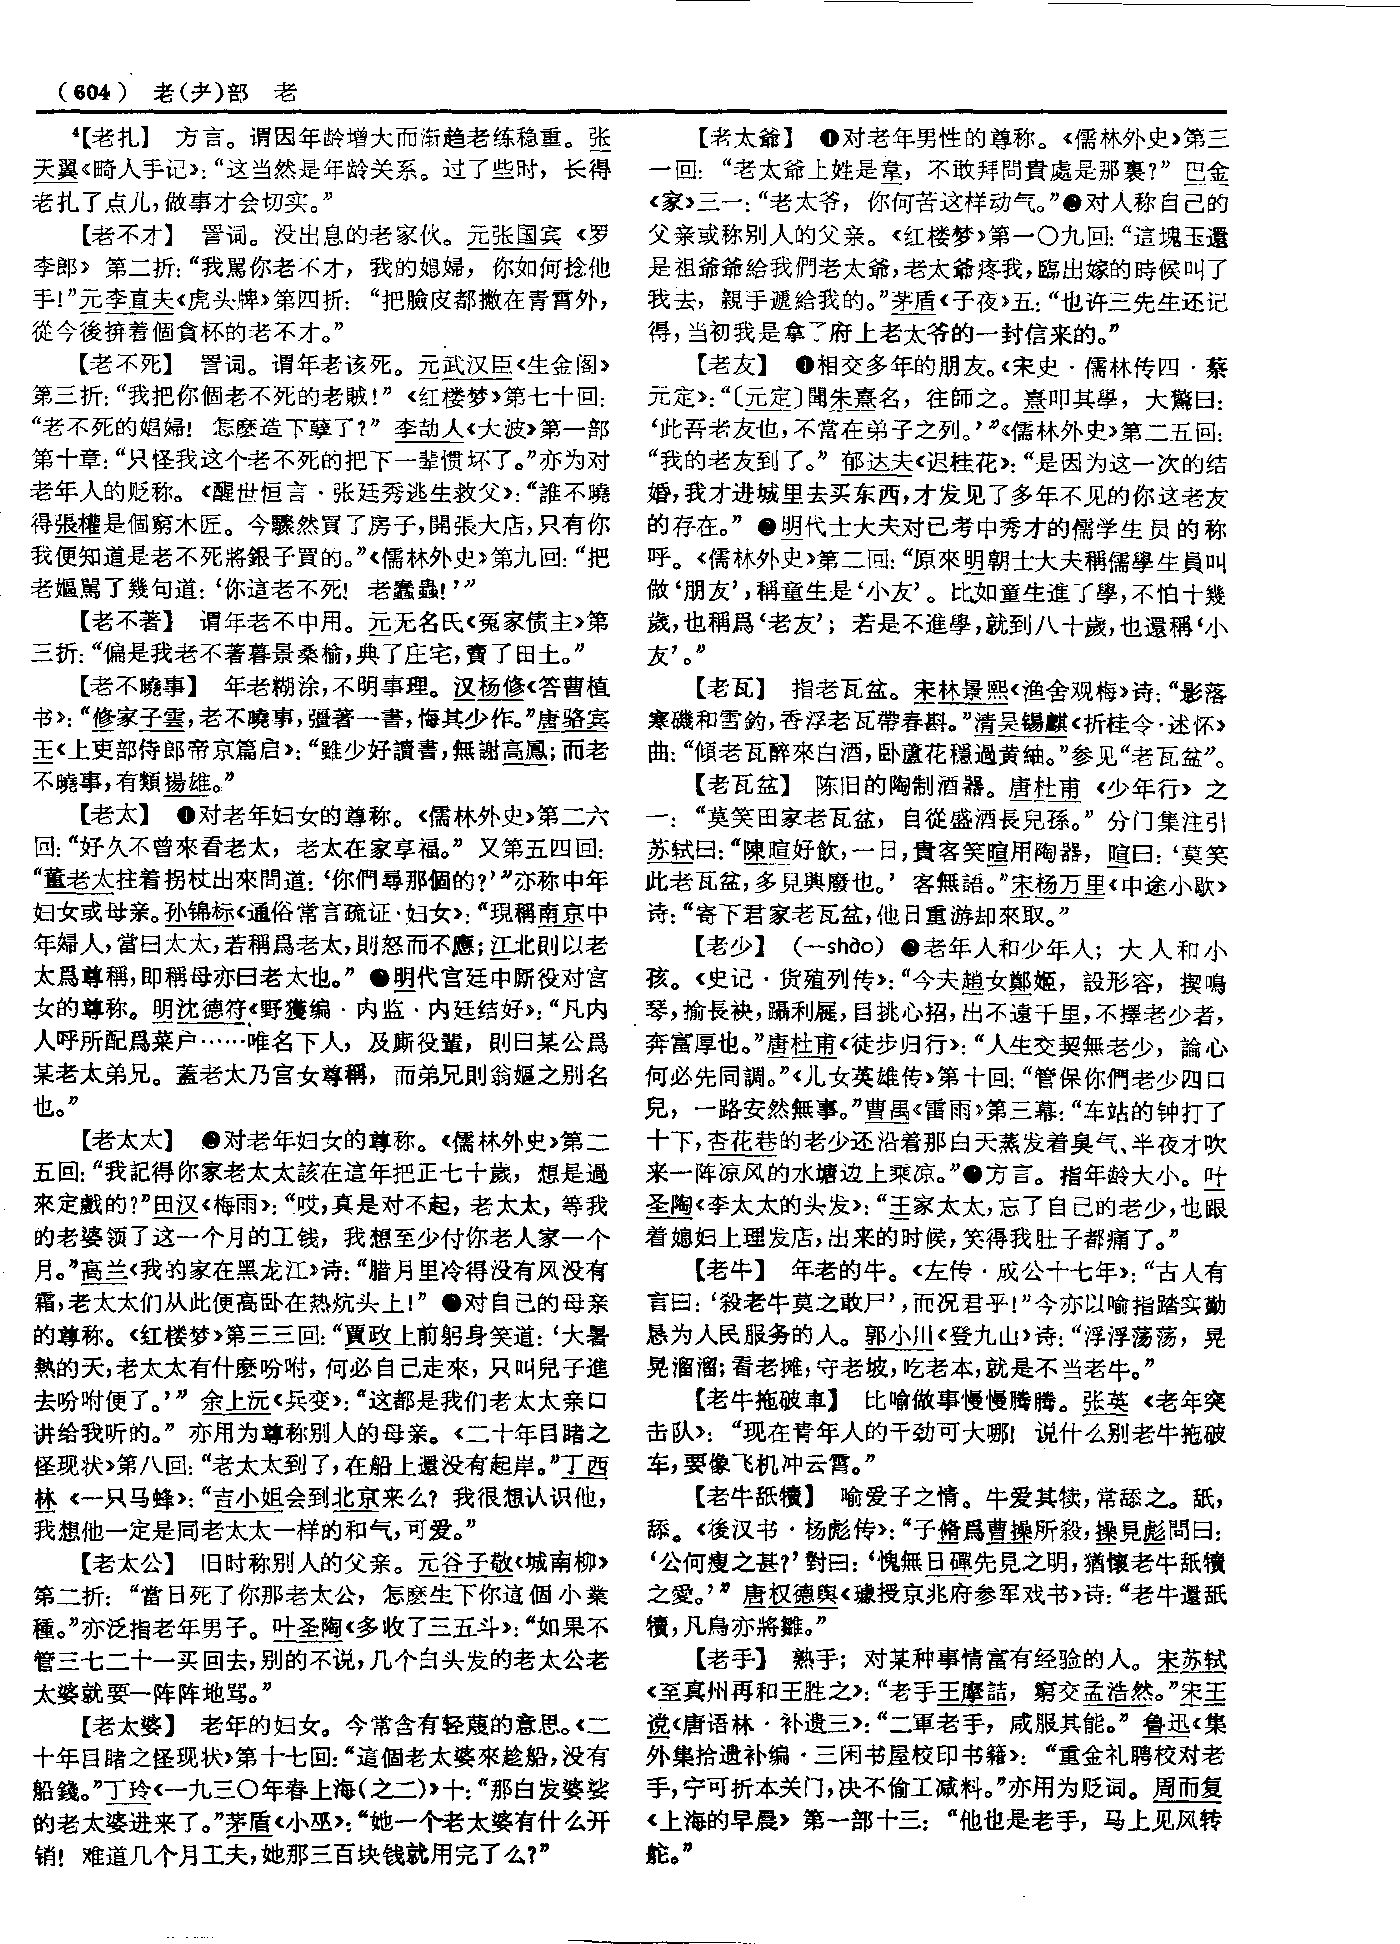 （604） 老(耂)部 老
⁴【老扎】 方言。谓因年龄增大而渐趋老练稳重。张
天翼《畸人手记》：“这当然是年龄关系。过了些时，长得
老扎了点儿，做事才会切实。”
【老不才】 詈词。没出息的老家伙。元张国宾《罗
李郎》第二折：“我駡你老不才，我的媳婦，你如何捻他
手！”元李直夫《虎头牌》第四折：“把臉皮都撇在青霄外，
從今後拚着個貪杯的老不才。”
【老不死】 詈词。谓年老该死。元武汉臣《生金阁》
第三折：“我把你個老不死的老賊！”《红楼梦》第七十回：
“老不死的娼婦！怎麽造下孽了？”李劼人《大波》第一部
第十章：“只怪我这个老不死的把下一辈惯坏了。”亦为对
老年人的贬称。《醒世恒言·张廷秀逃生救父》：“誰不曉
得張權是個窮木匠。今驟然買了房子，開張大店，只有你
我便知道是老不死將銀子買的。”《儒林外史》第九回：“把
老嫗駡了幾句道：‘你這老不死！老蠢蟲！’”
【老不著】 谓年老不中用。元无名氏《冤家债主》第
三折：“偏是我老不著暮景桑榆，典了庄宅，賣了田土。”
【老不曉事】 年老糊涂，不明事理。汉杨修《答曹植
书》：“修家子雲，老不曉事，彊著一書，悔其少作。”唐骆宾
王《上吏部侍郎帝京篇启》：“雖少好讀書，無謝高鳳；而老
不曉事，有類揚雄。”
【老太】 ❶对老年妇女的尊称。《儒林外史》第二六
回：“好久不曾來看老太，老太在家享福。”又第五四回：
“董老太拄着拐杖出來問道：‘你們尋那個的？’”亦称中年
妇女或母亲。孙锦标《通俗常言疏证·妇女》：“現稱南京中
年婦人，當曰太太，若稱爲老太，則怒而不應；江北則以老
太爲尊稱，即稱母亦曰老太也。”❷明代宫廷中厮役对宫
女的尊称。明沈德符《野獲编·内监·内廷结好》：“凡内
人呼所配爲菜户……唯名下人，及廝役輩，則曰某公爲
某老太弟兄。蓋老太乃宫女尊稱，而弟兄則翁嫗之别名
也。”
【老太太】 ❶对老年妇女的尊称。《儒林外史》第二
五回：“我記得你家老太太該在這年把正七十歲，想是過
來定戲的？”田汉《梅雨》：“哎，真是对不起，老太太，等我
的老婆领了这一个月的工钱，我想至少付你老人家一个
月。”高兰《我的家在黑龙江》诗：“腊月里冷得没有风没有
霜，老太太们从此便高卧在热炕头上！”❷对自己的母亲
的尊称。《红楼梦》第三三回：“賈政上前躬身笑道：‘大暑
熱的天，老太太有什麽吩咐，何必自己走來，只叫兒子進
去吩咐便了。’”余上沅《兵变》：“这都是我们老太太亲口
讲给我听的。”亦用为尊称别人的母亲。《二十年目睹之
怪现状》第八回：“老太太到了，在船上還没有起岸。”丁西
林《一只马蜂》：“吉小姐会到北京来么？我很想认识他，
我想他一定是同老太太一样的和气，可爱。”
【老太公】 旧时称别人的父亲。元谷子敬《城南柳》
第二折：“當日死了你那老太公，怎麽生下你這個小業
種。”亦泛指老年男子。叶圣陶《多收了三五斗》：“如果不
管三七二十一买回去，别的不说，几个白头发的老太公老
太婆就要一阵阵地骂。”
【老太婆】 老年的妇女。今常含有轻蔑的意思。《二
十年目睹之怪现状》第十七回：“這個老太婆來趁船，没有
船錢。”丁玲《一九三〇年春上海(之二)》十：“那白发婆娑
的老太婆进来了。”茅盾《小巫》：“她一个老太婆有什么开
销！难道几个月工夫，她那三百块钱就用完了么？”
【老太爺】 ❶对老年男性的尊称。《儒林外史》第三
一回：“老太爺上姓是韋，不敢拜問貴處是那裏？”巴金
《家》三一：“老太爷，你何苦这样动气。”❷对人称自己的
父亲或称别人的父亲。《红楼梦》第一〇九回：“這塊玉還
是祖爺爺給我們老太爺，老太爺疼我，臨出嫁的時候叫了
我去，親手遞給我的。”茅盾《子夜》五：“也许三先生还记
得，当初我是拿了府上老太爷的一封信来的。”
【老友】 ❶相交多年的朋友。《宋史·儒林传四·蔡
元定》：“〔元定〕聞朱熹名，往師之。熹叩其學，大驚曰：
‘此吾老友也，不當在弟子之列。’”《儒林外史》第二五回：
“我的老友到了。”郁达夫《迟桂花》：“是因为这一次的结
婚，我才进城里去买东西，才发见了多年不见的你这老友
的存在。”❷明代士大夫对已考中秀才的儒学生员的称
呼。《儒林外史》第二回：“原來明朝士大夫稱儒學生員叫
做‘朋友’，稱童生是‘小友’。比如童生進了學，不怕十幾
歲，也稱爲‘老友’；若是不進學，就到八十歲，也還稱‘小
友’。”
【老瓦】 指老瓦盆。宋林景熙《渔舍观梅》诗：“影落
寒磯和雪釣，香浮老瓦帶春斟。”清吴锡麒《折桂令·述怀》
曲：“傾老瓦醉來白酒，卧蘆花穩過黄紬。”参见“老瓦盆”。
【老瓦盆】 陈旧的陶制酒器。唐杜甫《少年行》之
一：“莫笑田家老瓦盆，自從盛酒長兒孫。”分门集注引
苏轼曰：“陳暄好飲，一日，貴客笑暄用陶器，暄曰：‘莫笑
此老瓦盆，多見興廢也。’客無語。”宋杨万里《中途小歇》
诗：“寄下君家老瓦盆，他日重游却來取。”
【老少】 （—shào）❶老年人和少年人；大人和小
孩。《史记·货殖列传》：“今夫趙女鄭姬，設形容，揳鳴
琴，揄長袂，躡利屣，目挑心招，出不遠千里，不擇老少者，
奔富厚也。”唐杜甫《徒步归行》：“人生交契無老少，論心
何必先同調。”《儿女英雄传》第十回：“管保你們老少四口
兒，一路安然無事。”曹禺《雷雨》第三幕：“车站的钟打了
十下，杏花巷的老少还沿着那白天蒸发着臭气、半夜才吹
来一阵凉风的水塘边上乘凉。”❷方言。指年龄大小。叶
圣陶《李太太的头发》：“王家太太，忘了自己的老少，也跟
着媳妇上理发店，出来的时候，笑得我肚子都痛了。”
【老牛】 年老的牛。《左传·成公十七年》：“古人有
言曰：‘殺老牛莫之敢尸’，而况君乎！”今亦以喻指踏实勤
恳为人民服务的人。郭小川《登九山》诗：“浮浮荡荡，晃
晃溜溜；看老摊，守老坡，吃老本，就是不当老牛。”
【老牛拖破車】 比喻做事慢慢腾腾。张英《老年突
击队》：“现在青年人的干劲可大哪！说什么别老牛拖破
车，要像飞机冲云霄。”
【老牛舐犢】 喻爱子之情。牛爱其犊，常舔之。舐，
舔。《後汉书·杨彪传》：“子脩爲曹操所殺，操見彪問曰：
‘公何瘦之甚？’對曰：‘愧無日磾先見之明，猶懷老牛舐犢
之愛。’”唐权德舆《璩授京兆府参军戏书》诗：“老牛還舐
犢，凡鳥亦將雛。”
【老手】 熟手；对某种事情富有经验的人。宋苏轼
《至真州再和王胜之》：“老手王摩詰，窮交孟浩然。”宋王
谠《唐语林·补遗三》：“二軍老手，咸服其能。”鲁迅《集
外集拾遗补编·三闲书屋校印书籍》：“重金礼聘校对老
手，宁可折本关门，决不偷工减料。”亦用为贬词。周而复
《上海的早晨》第一部十三：“他也是老手，马上见风转
舵。”